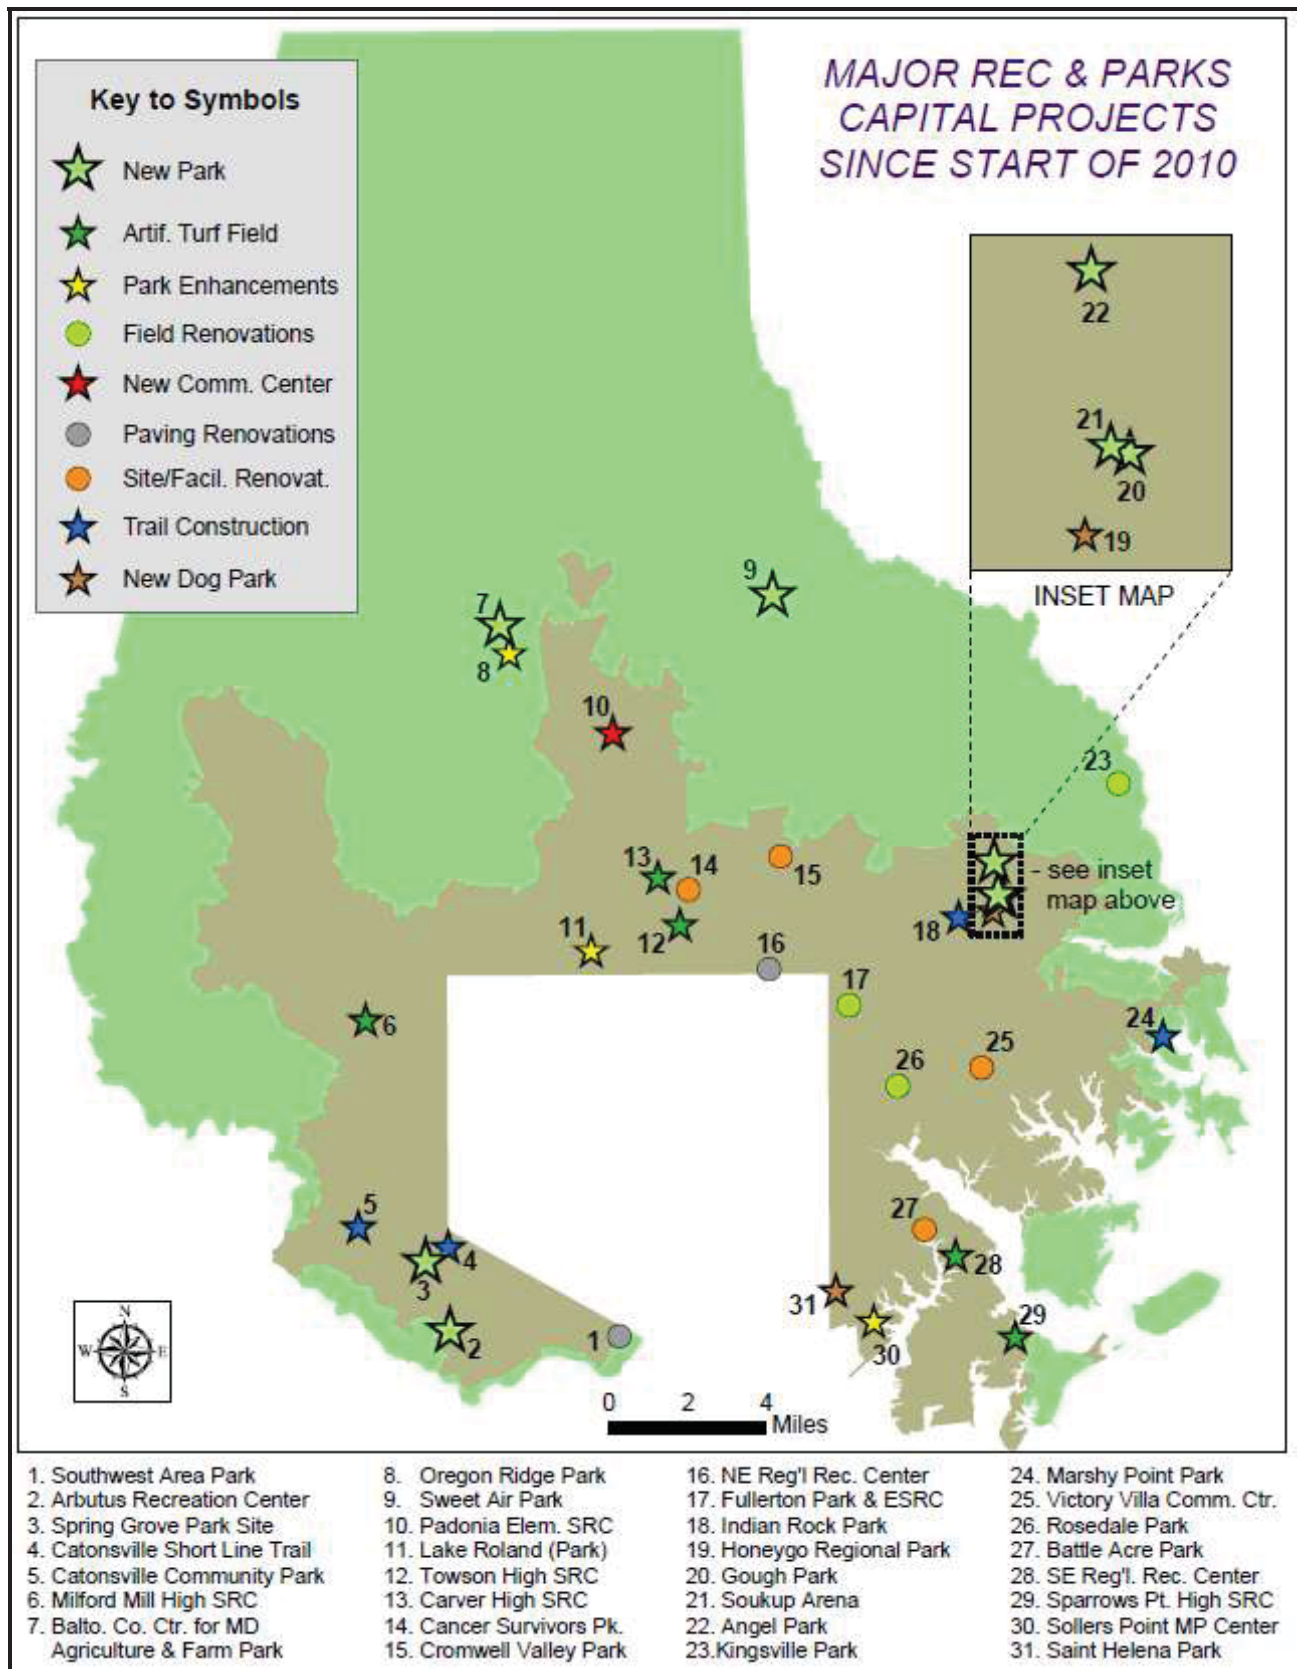 MAJOR REC & PARKS
CAPITAL PROJECTS
SINCE START OF 2010
Key to Symbols
New Park
Artif. Turf Field
Park Enhancements
Field Renovations
New Comm. Center
Paving Renovations
Site/Facil. Renovat.
Trail Construction
New Dog Park
22
21
20
19
INSET MAP
9
7
8
10
23
13
14
15
- see inset
map above
18
12
11
16
17
6
24
25
26
5
4
3
27
28
31
30
29
2
1
N
W E
S
0 2 4
Miles
1. Southwest Area Park
2. Arbutus Recreation Center
3. Spring Grove Park Site
4. Catonsville Short Line Trail
5. Catonsville Community Park
6. Milford Mill High SRC
7. Balto. Co. Ctr. for MD
Agriculture & Farm Park
8. Oregon Ridge Park
9. Sweet Air Park
10. Padonia Elem. SRC
11. Lake Roland (Park)
12. Towson High SRC
13. Carver High SRC
14. Cancer Survivors Pk.
15. Cromwell Valley Park
16. NE Reg'l Rec. Center
17. Fullerton Park & ESRC
18. Indian Rock Park
19. Honeygo Regional Park
20. Gough Park
21. Soukup Arena
22. Angel Park
23.Kingsville Park
24. Marshy Point Park
25. Victory Villa Comm. Ctr.
26. Rosedale Park
27. Battle Acre Park
28. SE Reg'l. Rec. Center
29. Sparrows Pt. High SRC
30. Sollers Point MP Center
31. Saint Helena Park